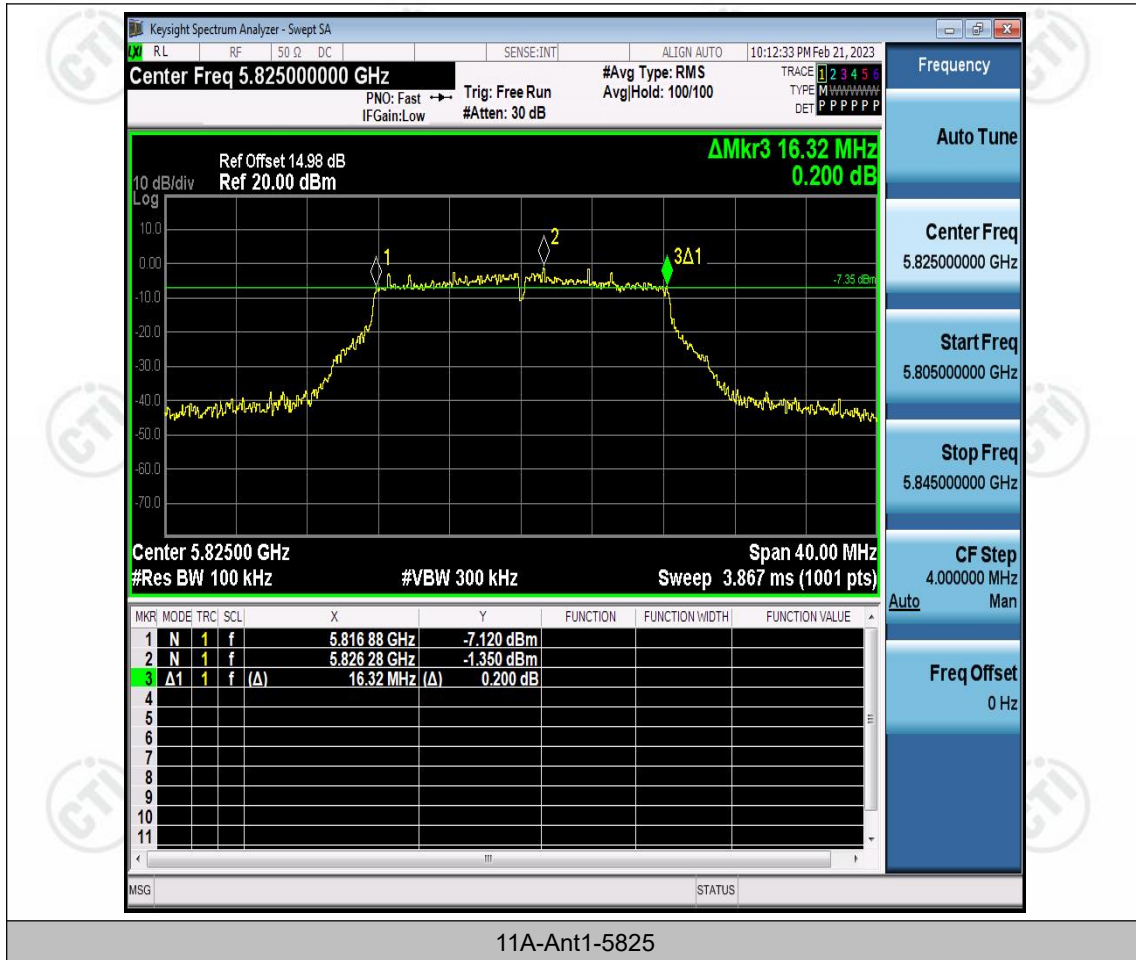 Keysight Spectrum Analyzer - Swept SA
LXI RL RF 50 Ω DC SENSE:INT ALIGN AUTO 10:12:33 PM Feb 21, 2023
Center Freq 5.825000000 GHz
PNO: Fast
IFGain:Low
Trig: Free Run
#Atten: 30 dB
#Avg Type: RMS
Avg|Hold: 100/100
TRACE 1 2 3 4 5 6
TYPE M WWWWW
DET P P P P P P
ΔMkr3 16.32 MHz
0.200 dB
Ref Offset 14.98 dB
10 dB/div Ref 20.00 dBm
Log
10.0
0.00
-10.0
-20.0
-30.0
-40.0
-50.0
-60.0
-70.0
1
2
3Δ1
-7.35 dBm
Center 5.82500 GHz Span 40.00 MHz
#Res BW 100 kHz #VBW 300 kHz Sweep 3.867 ms (1001 pts)
MKR MODE TRC SCL X Y FUNCTION FUNCTION WIDTH FUNCTION VALUE
1 N 1 f 5.816 88 GHz -7.120 dBm
2 N 1 f 5.826 28 GHz -1.350 dBm
3 Δ1 1 f (Δ) 16.32 MHz (Δ) 0.200 dB
4
5
6
7
8
9
10
11
MSG STATUS
Frequency
Auto Tune
Center Freq
5.825000000 GHz
Start Freq
5.805000000 GHz
Stop Freq
5.845000000 GHz
CF Step
4.000000 MHz
Auto Man
Freq Offset
0 Hz
CTI
CTI
CTI
CTI
CTI
CTI
11A-Ant1-5825